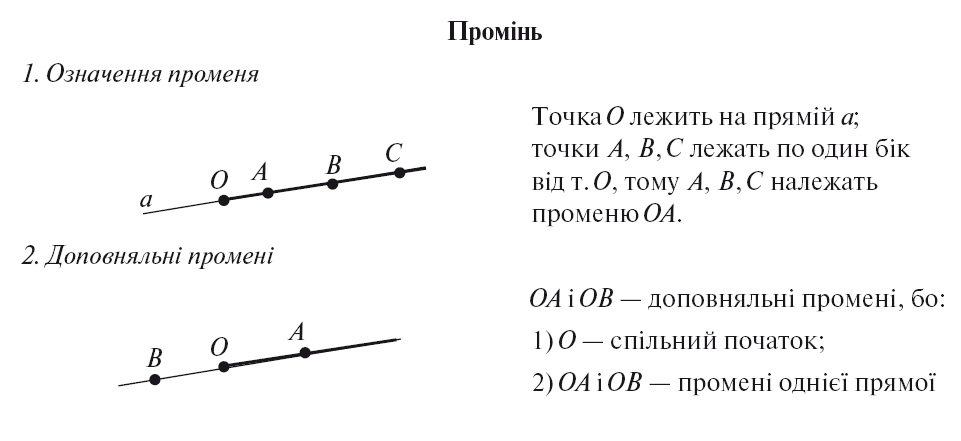 Промінь
1. Означення променя
a
O
A
B
C
Точка O лежить на прямій a;
точки A, B, C лежать по один бік
від т. O, тому A, B, C належать
променю OA.
2. Доповняльні промені
B
O
A
OA і OB — доповняльні промені, бо:
1) O — спільний початок;
2) OA і OB — промені однієї прямої